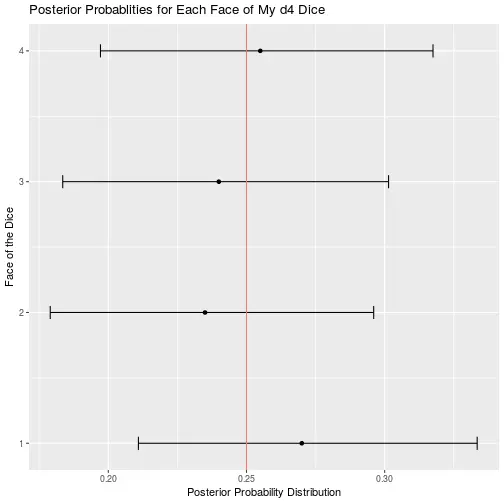 Posterior Probablities for Each Face of My d4 Dice
4
3
2
1
Face of the Dice
0.20 0.25 0.30
Posterior Probability Distribution